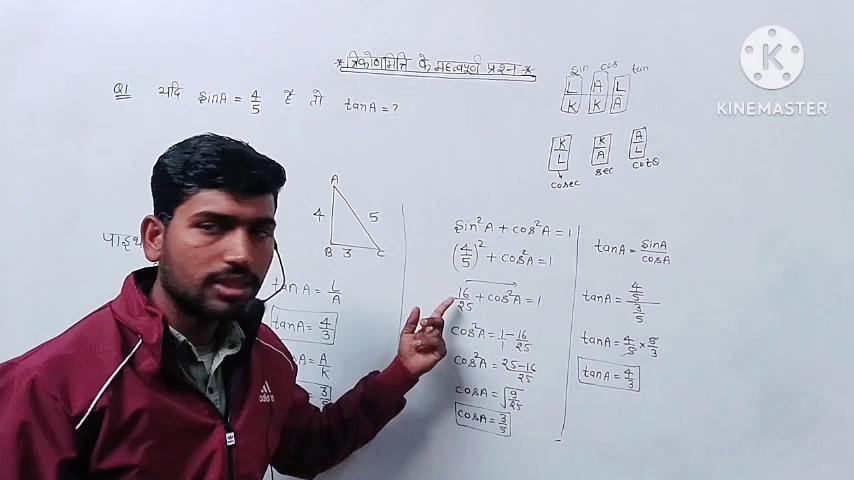 * त्रिकोणमिति के महत्वपूर्ण प्रश्न *
sin cos tan
L/K A/K L/A
K/L K/A A/L
cosec sec cotθ
K
KINEMASTER
Q1 यदि sinA = 4/5 है तो tanA = ?
A
4 5
B 3 C
tanA = L/A
tanA = 4/3
A = A/K
sin²A + cos²A = 1
(4/5)² + cos²A = 1
16/25 + cos²A = 1
cos²A = 1/1 - 16/25
cos²A = 25-16/25
cosA = √9/25
cosA = 3/5
tanA = sinA/cosA
tanA = 4/5 / 3/5
tanA = 4/5 × 5/3
tanA = 4/3
adidas